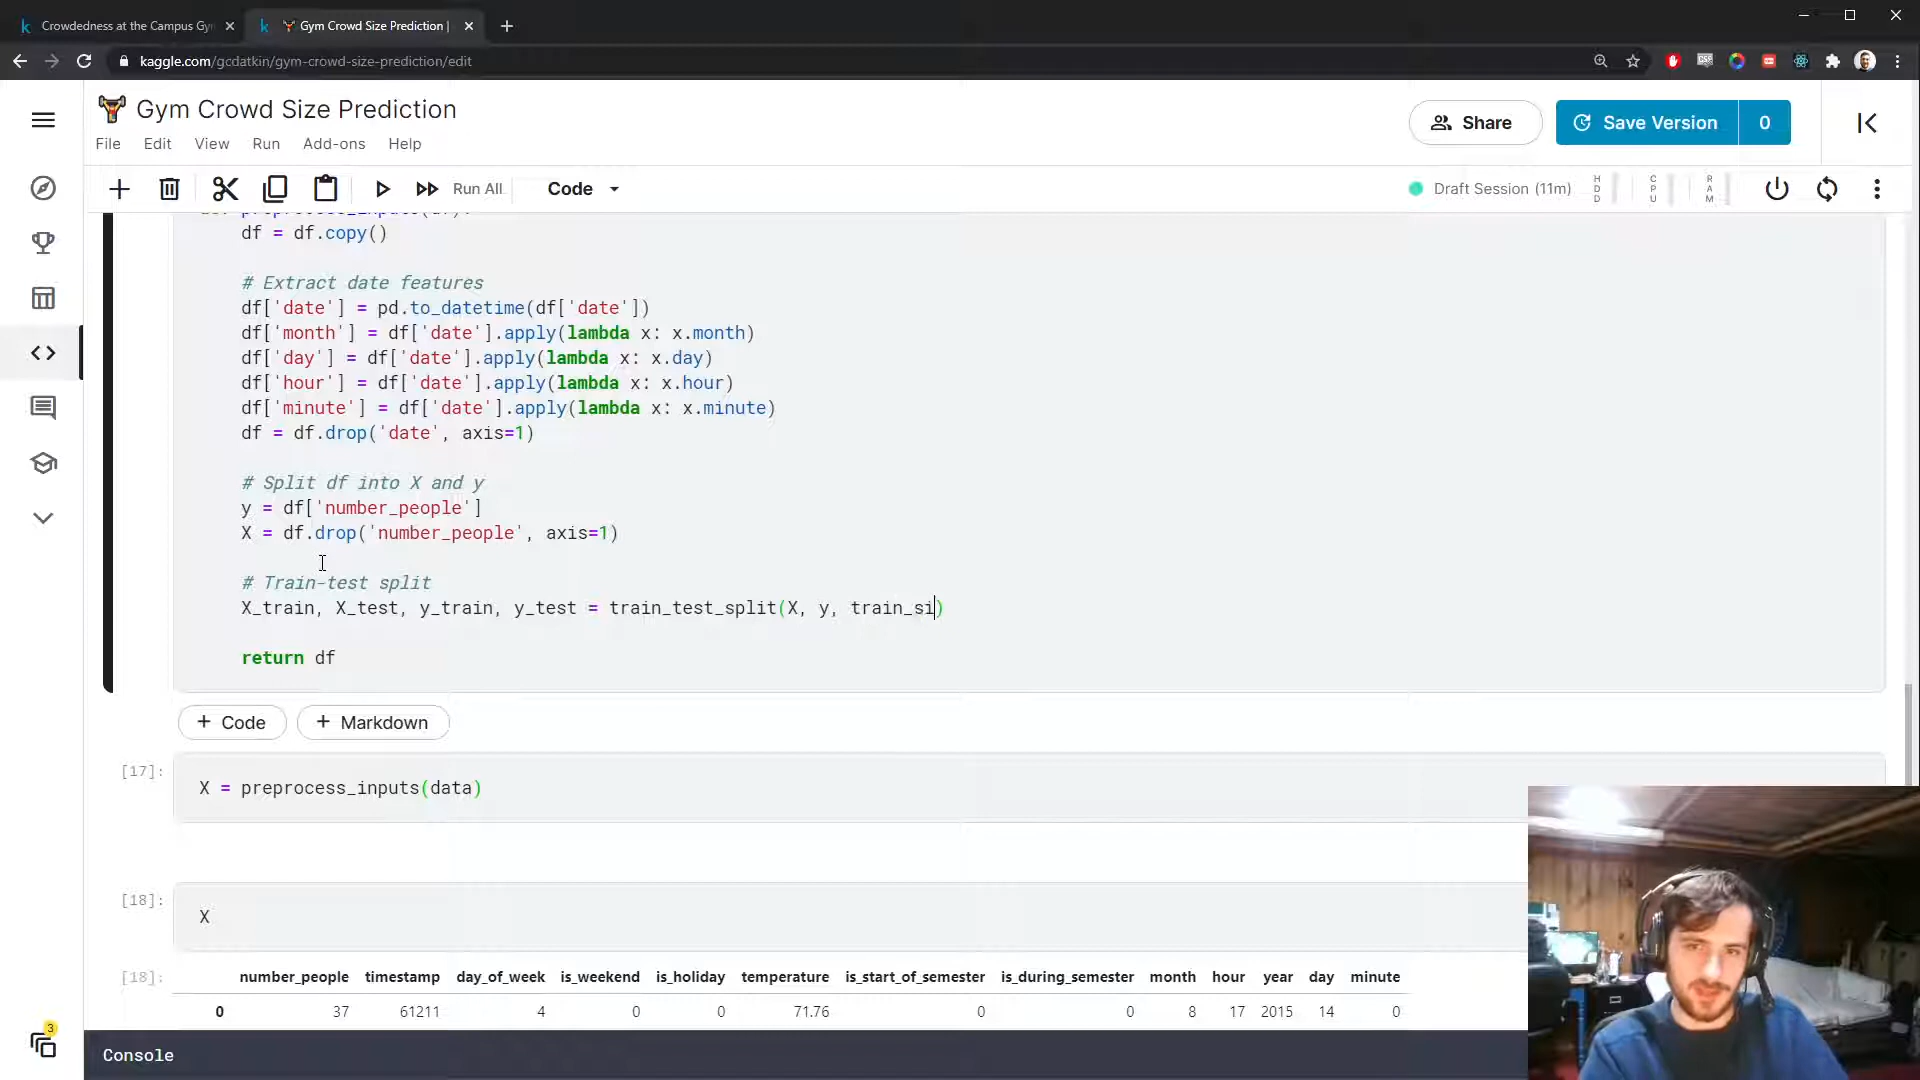 Crowdedness at the Campus Gy
Gym Crowd Size Prediction |
kaggle.com/gcdatkin/gym-crowd-size-prediction/edit
Gym Crowd Size Prediction
Share
Save Version
0
File
Edit
View
Run
Add-ons
Help
Run All
Code
Draft Session (11m)
HDD
CPU
RAM
df = df.copy()
# Extract date features
df['date'] = pd.to_datetime(df['date'])
df['month'] = df['date'].apply(lambda x: x.month)
df['day'] = df['date'].apply(lambda x: x.day)
df['hour'] = df['date'].apply(lambda x: x.hour)
df['minute'] = df['date'].apply(lambda x: x.minute)
df = df.drop('date', axis=1)
# Split df into X and y
y = df['number_people']
X = df.drop('number_people', axis=1)
# Train-test split
X_train, X_test, y_train, y_test = train_test_split(X, y, train_si)
return df
+ Code
+ Markdown
[17]:
X = preprocess_inputs(data)
[18]:
X
[18]:
number_people timestamp day_of_week is_weekend is_holiday temperature is_start_of_semester is_during_semester month hour year day minute
0 37 61211 4 0 0 71.76 0 0 8 17 2015 14 0
3
Console